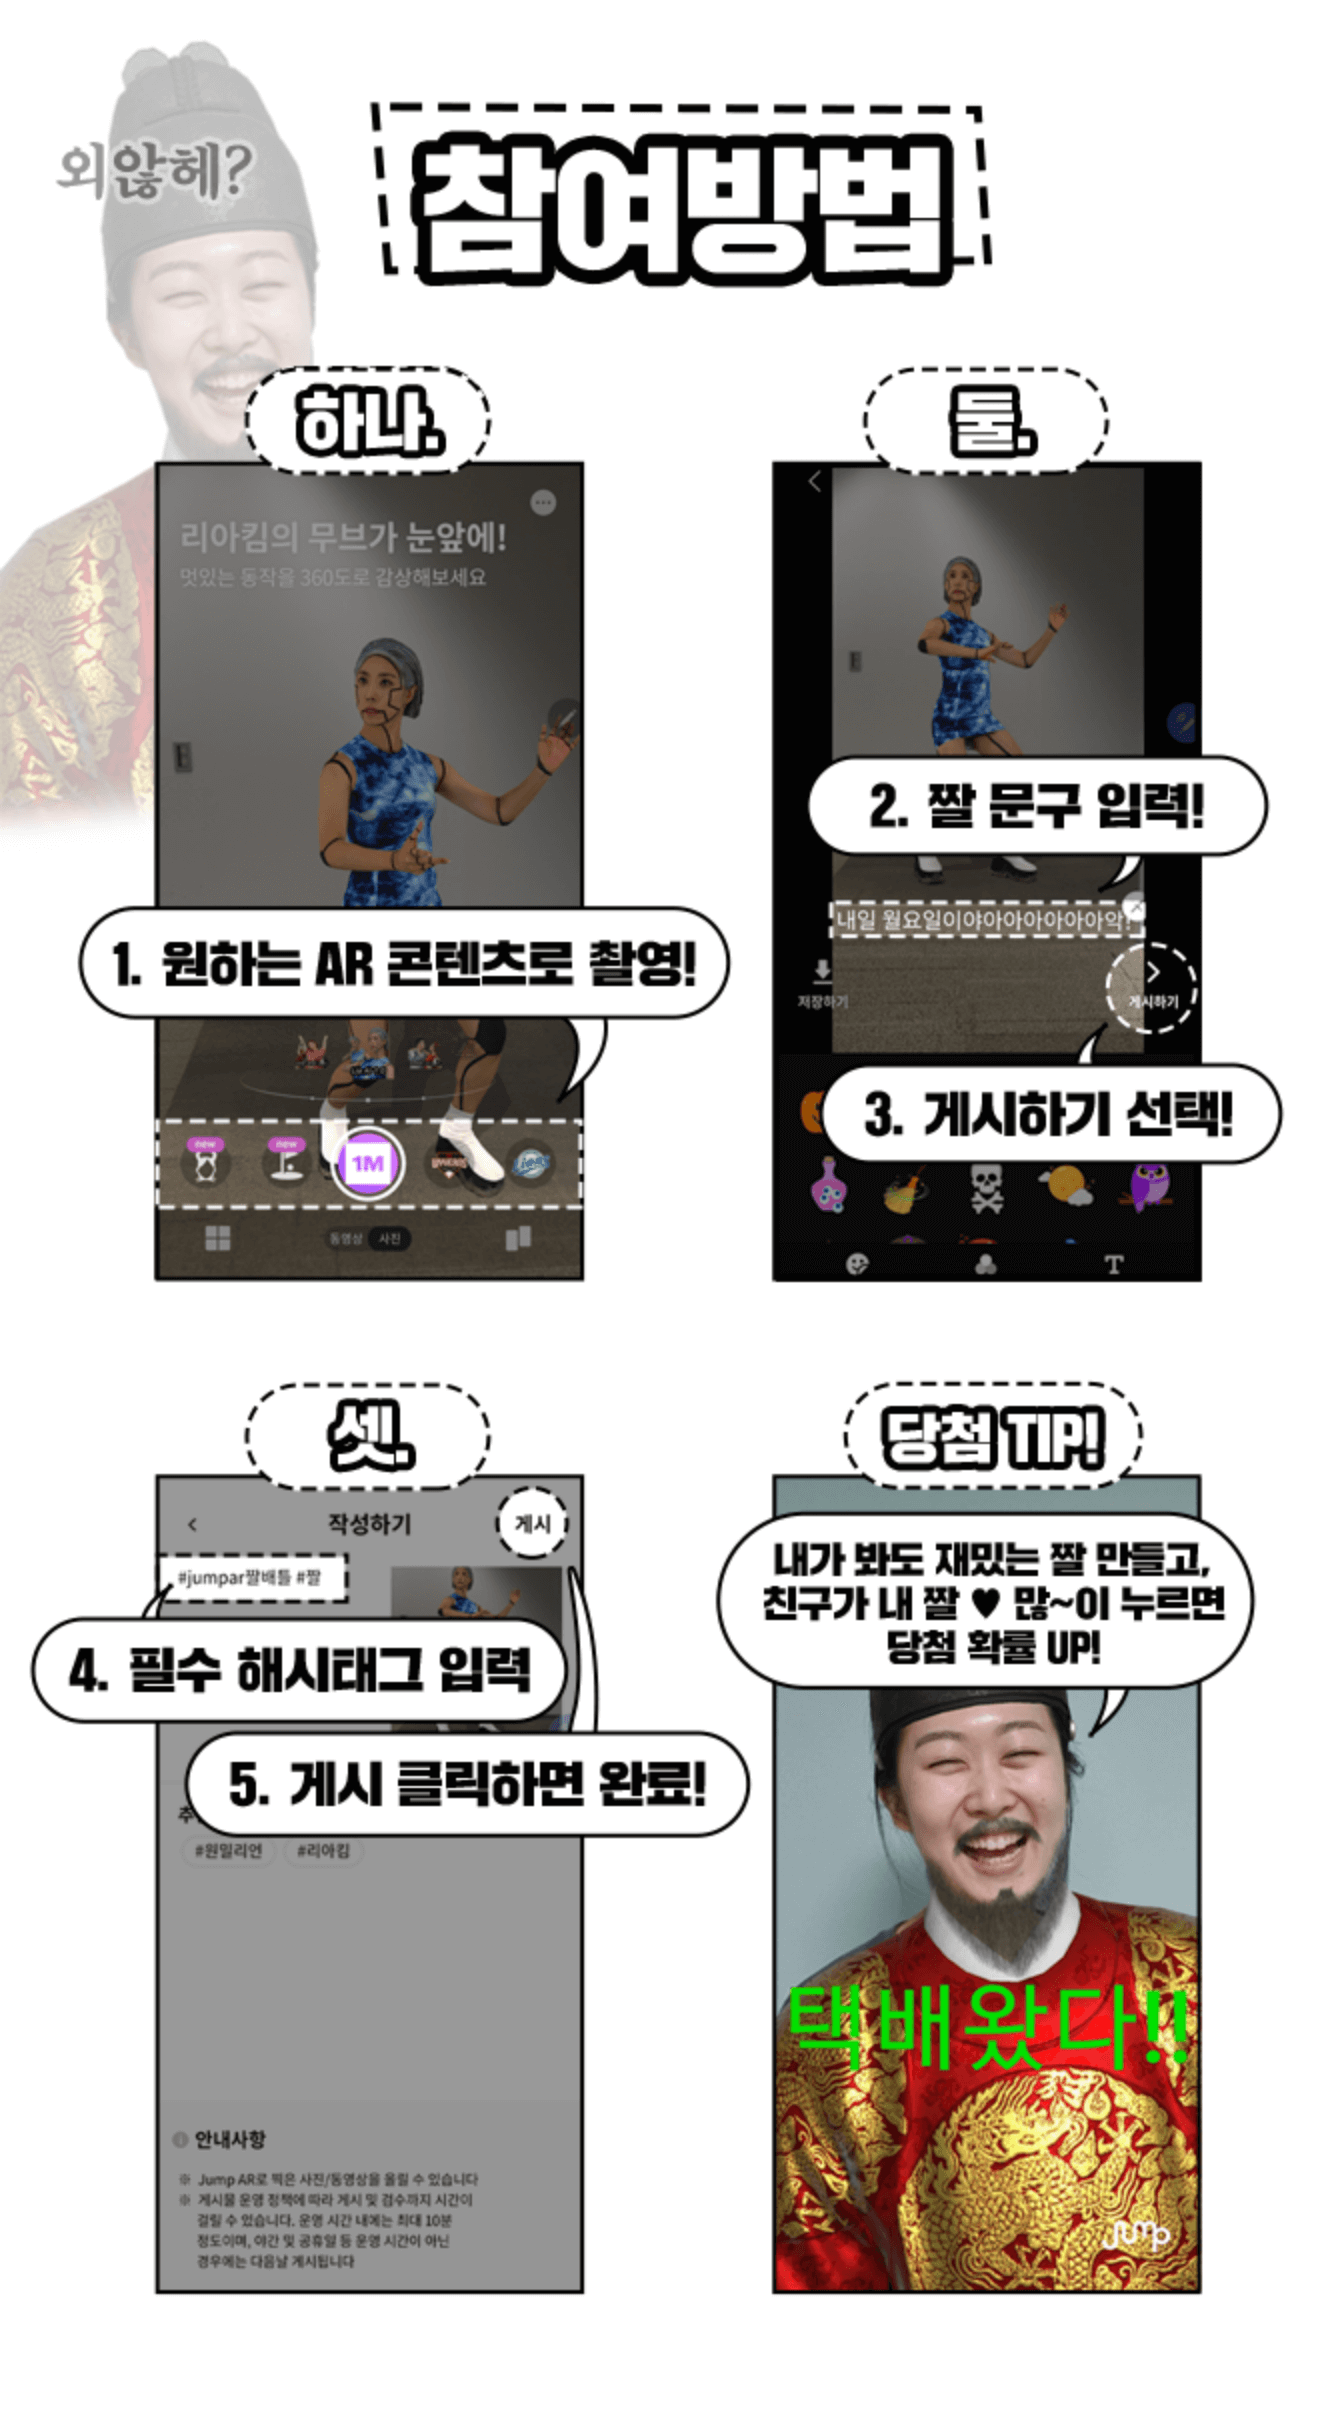 외않헤?
참여방법
하나.
리아킴의 무브가 눈앞에!
멋있는 동작을 360도로 감상해보세요
1. 원하는 AR 콘텐츠로 촬영!
new
new
1M
동영상 사진
둘.
2. 짤 문구 입력!
내일 월요일이야아아아아아아악!
저장하기
게시하기
3. 게시하기 선택!
T
셋.
작성하기
게시
#jumpar짤배틀 #짤
4. 필수 해시태그 입력
5. 게시 클릭하면 완료!
#원밀리언 #리아킴
안내사항
※ Jump AR로 찍은 사진/동영상을 올릴 수 있습니다
※ 게시물 운영 정책에 따라 게시 및 검수까지 시간이
걸릴 수 있습니다. 운영 시간 내에는 최대 10분
정도이며, 야간 및 공휴일 등 운영 시간이 아닌
경우에는 다음날 게시됩니다
당첨 TIP!
내가 봐도 재밌는 짤 만들고,
친구가 내 짤 ♥ 많~이 누르면
당첨 확률 UP!
택배왔다!!
Jump